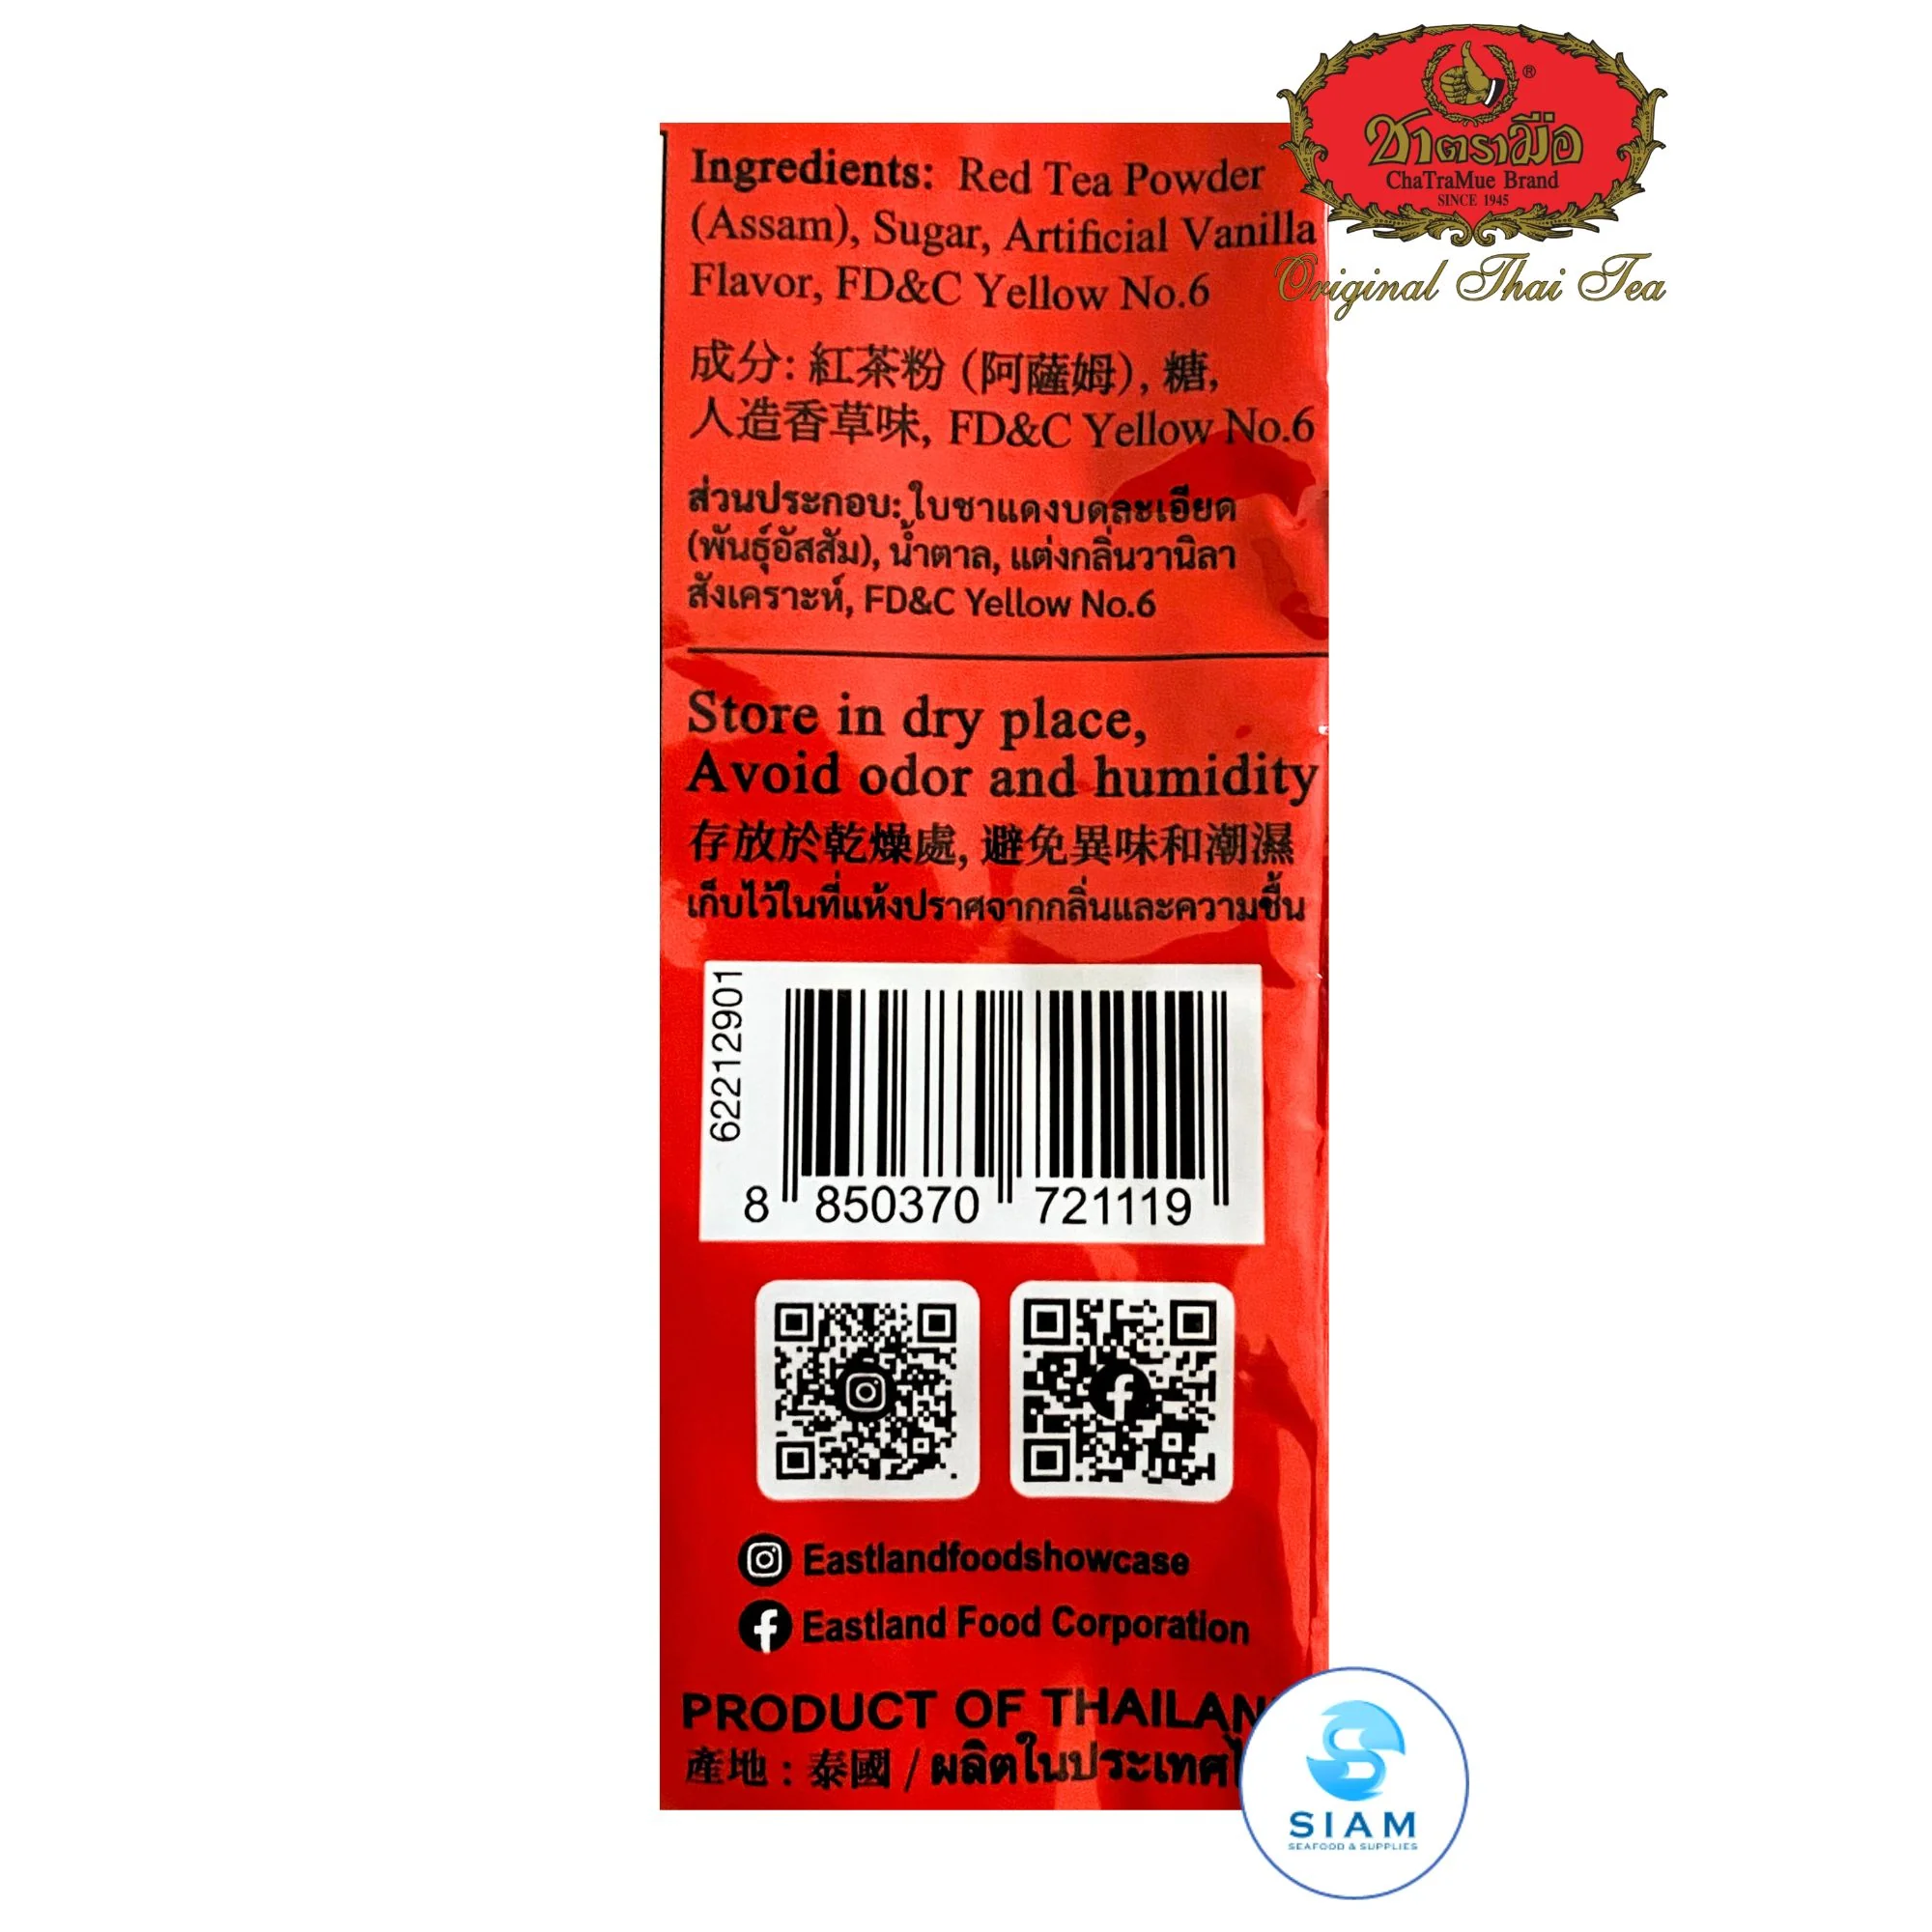 ชาตรามือ
ChaTraMue Brand
SINCE 1945
Original Thai Tea
Ingredients: Red Tea Powder
(Assam), Sugar, Artificial Vanilla
Flavor, FD&C Yellow No.6
成分: 紅茶粉 (阿薩姆), 糖,
人造香草味, FD&C Yellow No.6
ส่วนประกอบ: ใบชาแดงบดละเอียด
(พันธุ์อัสสัม), น้ำตาล, แต่งกลิ่นวานิลา
สังเคราะห์, FD&C Yellow No.6
Store in dry place,
Avoid odor and humidity
存放於乾燥處, 避免異味和潮濕
เก็บไว้ในที่แห้งปราศจากกลิ่นและความชื้น
62212901
8 850370 721119
Eastlandfoodshowcase
Eastland Food Corporation
PRODUCT OF
產地 : 泰國 / ผลิตในประเทศ
SIAM
SEAFOOD & SUPPLIES